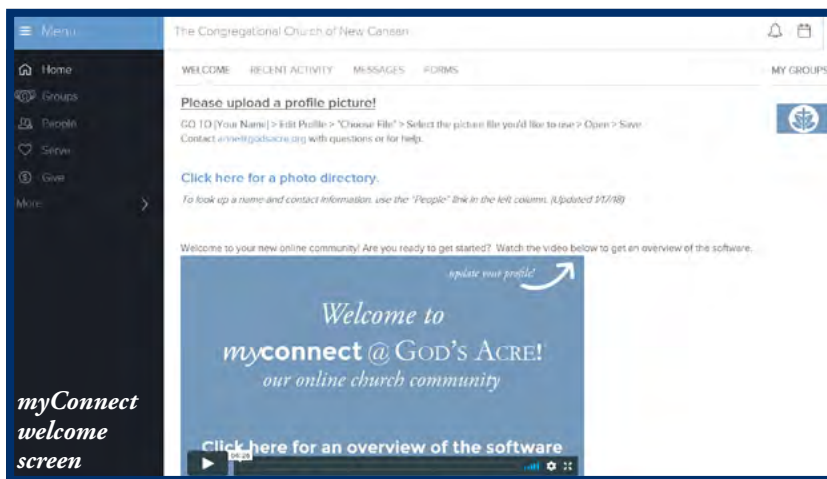 Menu
The Congregational Church of New Canaan
Home
Groups
People
Serve
Give
More
WELCOME RECENT ACTIVITY MESSAGES FORMS
MY GROUPS
Please upload a profile picture!
GO TO [Your Name] > Edit Profile > "Choose File" > Select the picture file you'd like to use > Open > Save
Contact anne@godsacre.org with questions or for help.
Click here for a photo directory.
To look up a name and contact information, use the "People" link in the left column. (Updated 1/17/18)
Welcome to your new online community! Are you ready to get started? Watch the video below to get an overview of the software.
update your profile!
Welcome to
myconnect @ GOD'S ACRE!
our online church community
Click here for an overview of the software
myConnect
welcome
screen